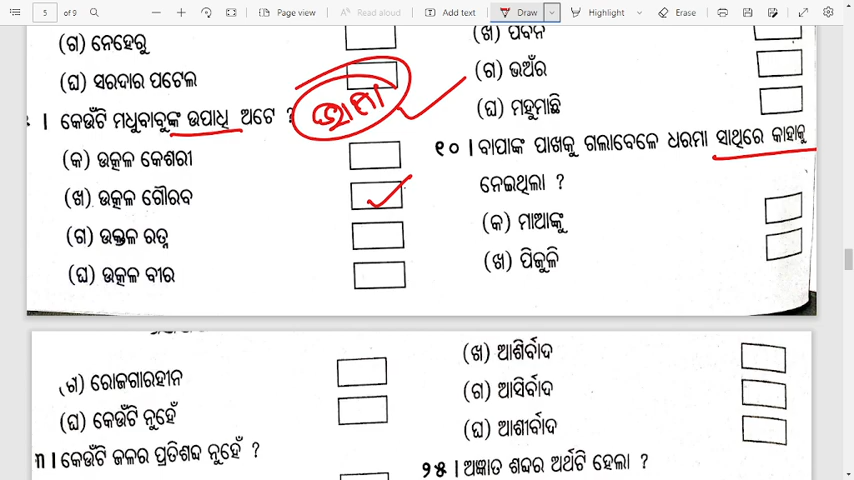 5 of 9
Page view
Read aloud
Add text
Draw
Highlight
Erase
(ଗ) ନେହେରୁ
(ଘ) ସରଦାର ପଟେଲ
। କେଉଁଟି ମଧୁବାବୁଙ୍କ ଉପାଧି ଅଟେ ?
(କ) ଉତ୍କଳ କେଶରୀ
(ଖ) ଉତ୍କଳ ଗୌରବ
(ଗ) ଉତ୍କଳ ରତ୍ନ
(ଘ) ଉତ୍କଳ ବୀର
(ଖ) ପବନ
(ଗ) ଭଅଁର
(ଘ) ମହୁମାଛି
୧୦ । ବାପାଙ୍କ ପାଖକୁ ଗଲାବେଳେ ଧରମା ସାଥିରେ କାହାକୁ
ନେଇଥିଲା ?
(କ) ମାଆଙ୍କୁ
(ଖ) ପିଜୁଳି
(ଗ) ରୋଜଗାରହୀନ
(ଘ) କେଉଁଟି ନୁହେଁ
୩ । କେଉଁଟି ଜଳର ପ୍ରତିଶବ୍ଦ ନୁହେଁ ?
(ଖ) ଆଶିର୍ବାଦ
(ଗ) ଆସିର୍ବାଦ
(ଘ) ଆଶୀର୍ବାଦ
୨୫ । ଅଜ୍ଞାତ ଶବ୍ଦର ଅର୍ଥଟି ହେଲା ?